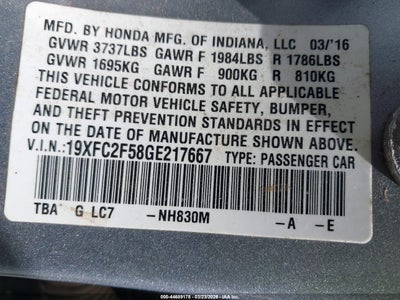 MFD. BY HONDA MFG. OF INDIANA, LLC 03/'16
GVWR 3737LBS GAWR F 1984LBS R 1786LBS
GVWR 1695KG GAWR F 900KG R 810KG
THIS VEHICLE CONFORMS TO ALL APPLICABLE
FEDERAL MOTOR VEHICLE SAFETY, BUMPER,
AND THEFT PREVENTION STANDARDS IN EFFECT
ON THE DATE OF MANUFACTURE SHOWN ABOVE.
V.I.N.:19XFC2F58GE217667 TYPE: PASSENGER CAR
TBA G LC7 -NH830M -A -E
000-44689178 - 03/23/2026 - IAA, Inc.